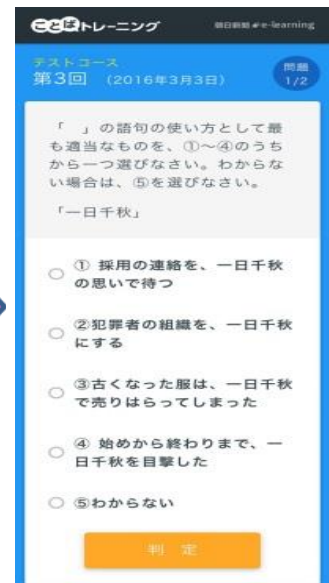 ことばトレーニング 朝日新聞 e-learning
テストコース
第3回 (2016年3月3日)
問題
1/2
「 」の語句の使い方として最
も適当なものを、①～④のうち
から一つ選びなさい。わからな
い場合は、⑤を選びなさい。
「一日千秋」
① 採用の連絡を、一日千秋
の思いで待つ
②犯罪者の組織を、一日千秋
にする
③古くなった服は、一日千秋
で売りはらってしまった
④ 始めから終わりまで、一
日千秋を目撃した
⑤わからない
判 定